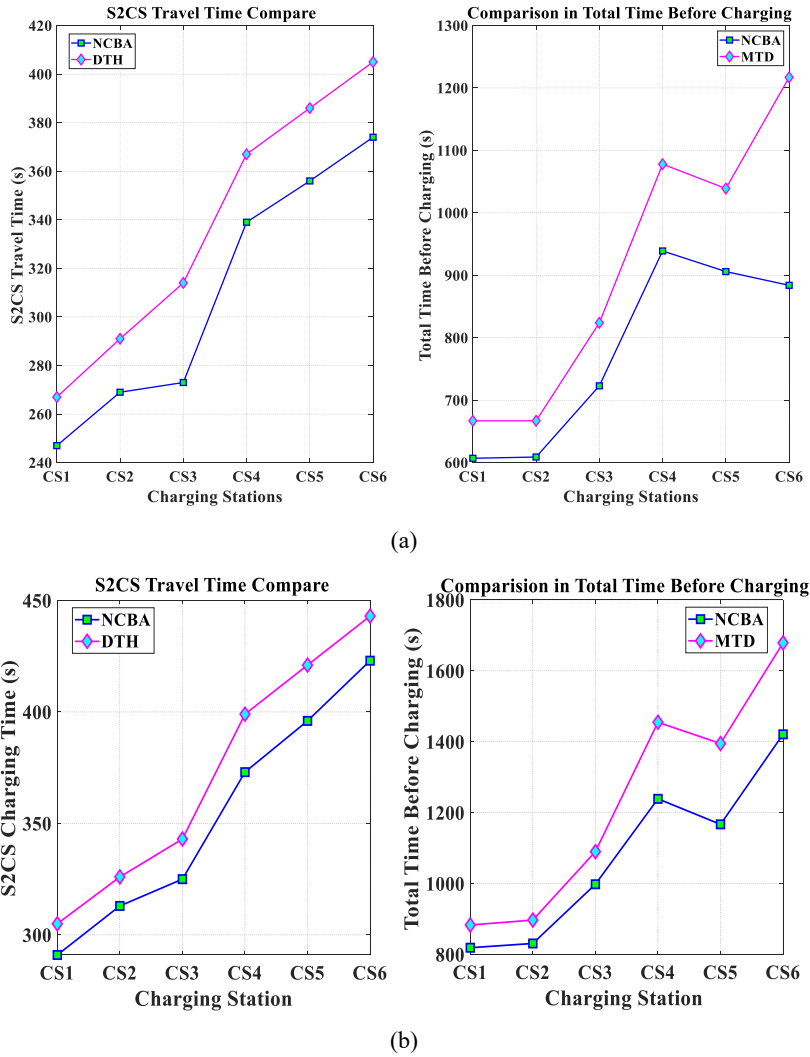 S2CS Travel Time Compare
NCBA
DTH
S2CS Travel Time (s)
420
400
380
360
340
320
300
280
260
240
CS1 CS2 CS3 CS4 CS5 CS6
Charging Stations
Comparison in Total Time Before Charging
NCBA
MTD
Total Time Before Charging (s)
1300
1200
1100
1000
900
800
700
600
CS1 CS2 CS3 CS4 CS5 CS6
Charging Stations
(a)
S2CS Travel Time Compare
NCBA
DTH
S2CS Charging Time (s)
450
400
350
300
CS1 CS2 CS3 CS4 CS5 CS6
Charging Station
Comparision in Total Time Before Charging
NCBA
MTD
Total Time Before Charging (s)
1800
1600
1400
1200
1000
800
CS1 CS2 CS3 CS4 CS5 CS6
Charging Station
(b)